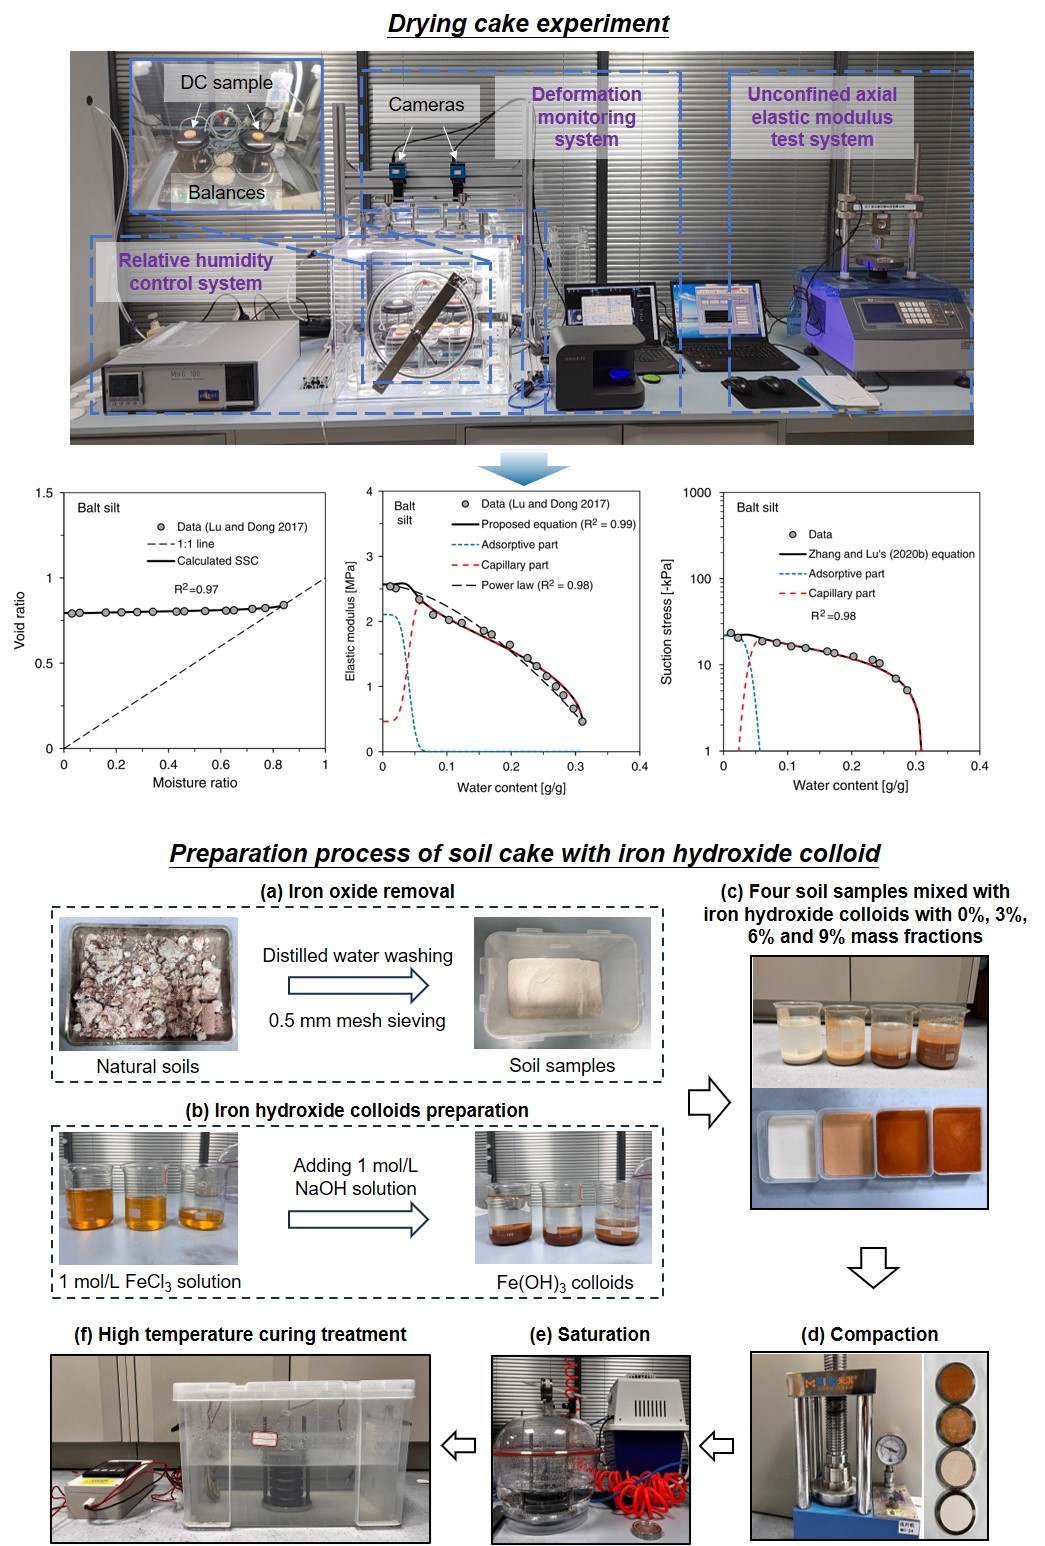 Drying cake experiment
DC sample
Balances
Cameras
Deformation
monitoring
system
Unconfined axial
elastic modulus
test system
Relative humidity
control system
MHG 100
1.5
1
0.5
0
Void ratio
Balt silt
Data (Lu and Dong 2017)
1:1 line
Calculated SSC
R²=0.97
0 0.2 0.4 0.6 0.8 1
Moisture ratio
4
3
2
1
0
Elastic modulus [MPa]
Balt
silt
Data (Lu and Dong 2017)
Proposed equation (R² = 0.99)
Adsorptive part
Capillary part
Power law (R² = 0.98)
0 0.1 0.2 0.3 0.4
Water content [g/g]
1000
100
10
1
Suction stress [-kPa]
Balt silt
Data
Zhang and Lu's (2020b) equation
Adsorptive part
Capillary part
R²=0.98
0 0.1 0.2 0.3 0.4
Water content [g/g]
Preparation process of soil cake with iron hydroxide colloid
(a) Iron oxide removal
Natural soils
Distilled water washing
0.5 mm mesh sieving
Soil samples
(b) Iron hydroxide colloids preparation
1 mol/L FeCl₃ solution
Adding 1 mol/L
NaOH solution
Fe(OH)₃ colloids
(c) Four soil samples mixed with
iron hydroxide colloids with 0%, 3%,
6% and 9% mass fractions
(f) High temperature curing treatment
(e) Saturation
(d) Compaction